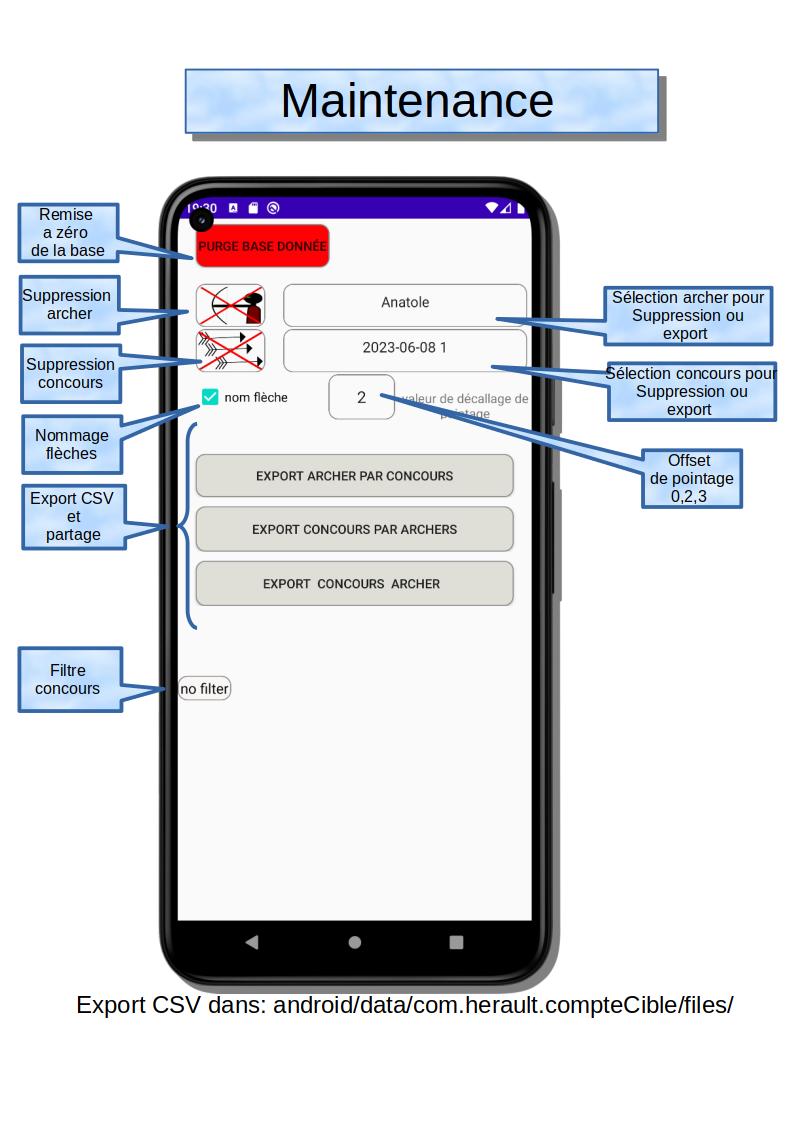 Maintenance
19:30
Remise
a zéro
de la base
PURGE BASE DONNÉE
Suppression
archer
Anatole
Sélection archer pour
Suppression ou
export
Suppression
concours
2023-06-08 1
Sélection concours pour
Suppression ou
export
Nommage
flèches
nom flèche
2
valeur de décallage de
pointage
Offset
de pointage
0,2,3
Export CSV
et
partage
EXPORT ARCHER PAR CONCOURS
EXPORT CONCOURS PAR ARCHERS
EXPORT CONCOURS ARCHER
Filtre
concours
no filter
Export CSV dans: android/data/com.herault.compteCible/files/